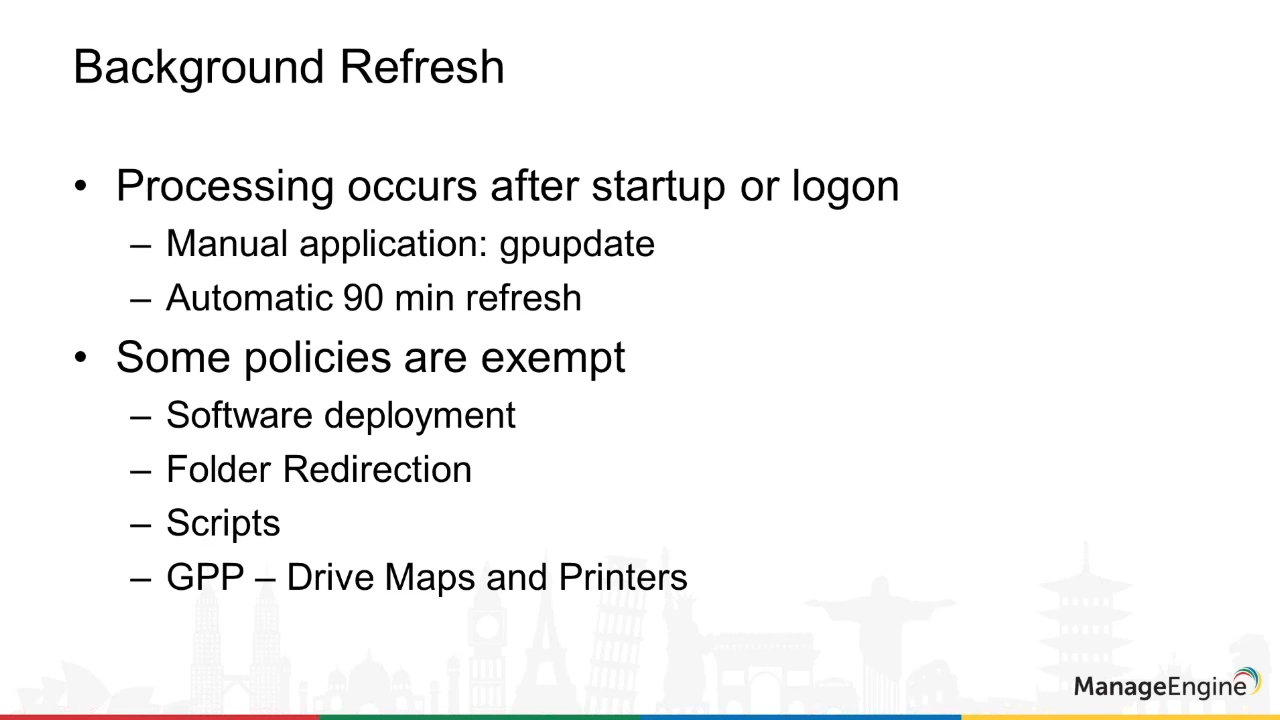 Background Refresh
• Processing occurs after startup or logon
– Manual application: gpupdate
– Automatic 90 min refresh
• Some policies are exempt
– Software deployment
– Folder Redirection
– Scripts
– GPP – Drive Maps and Printers
ManageEngine